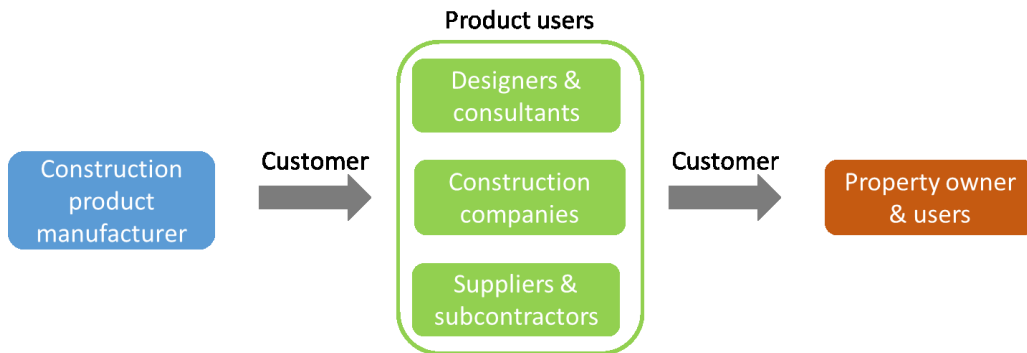 Product users
Designers &
consultants
Customer
Customer
Construction
product
manufacturer
Construction
companies
Property owner
& users
Suppliers &
subcontractors